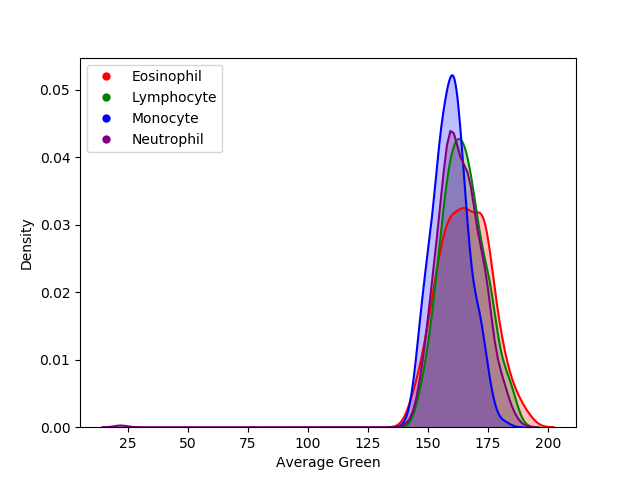 Eosinophil
Lymphocyte
Monocyte
Neutrophil
0.05
0.04
0.03
0.02
0.01
0.00
Density
25 50 75 100 125 150 175 200
Average Green